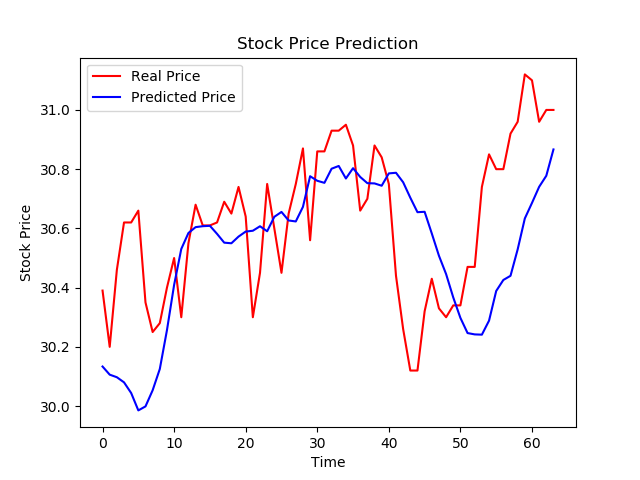 Stock Price Prediction
Real Price
Predicted Price
Stock Price
31.0
30.8
30.6
30.4
30.2
30.0
0 10 20 30 40 50 60
Time